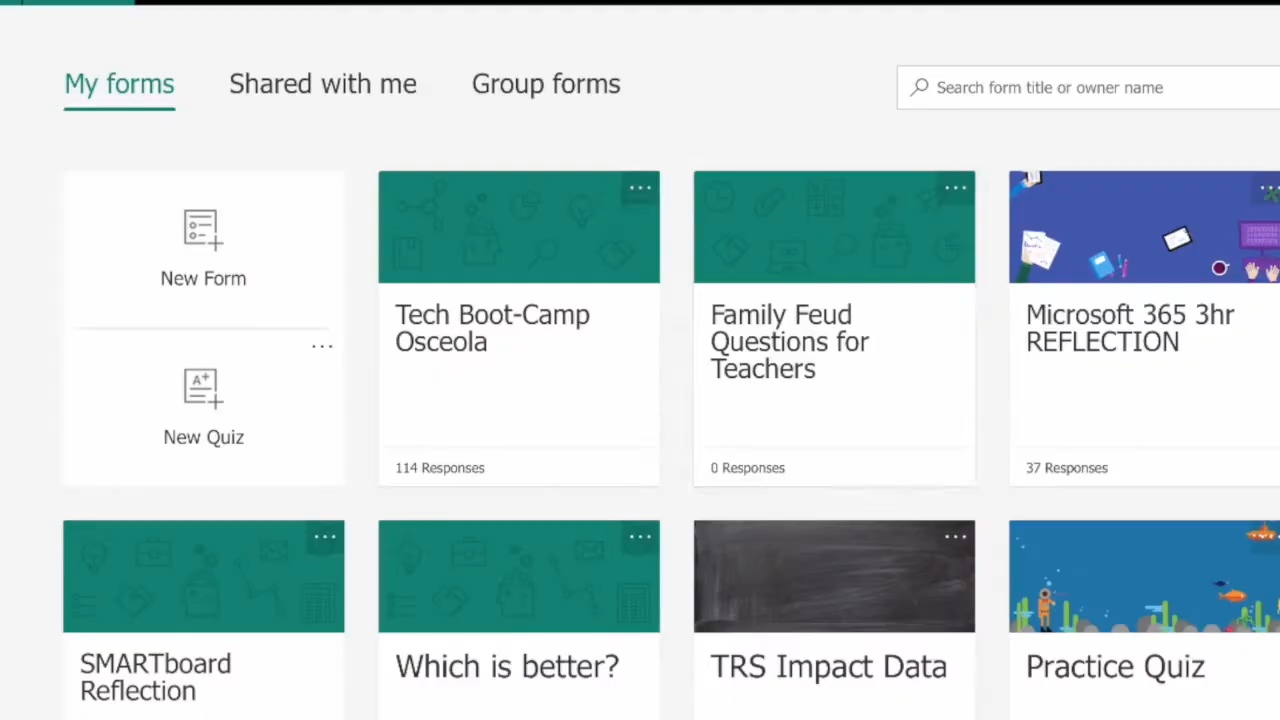 My forms
Shared with me
Group forms
Search form title or owner name
New Form
New Quiz
Tech Boot-Camp
Osceola
114 Responses
Family Feud
Questions for
Teachers
0 Responses
Microsoft 365 3hr
REFLECTION
37 Responses
SMARTboard
Reflection
Which is better?
TRS Impact Data
Practice Quiz